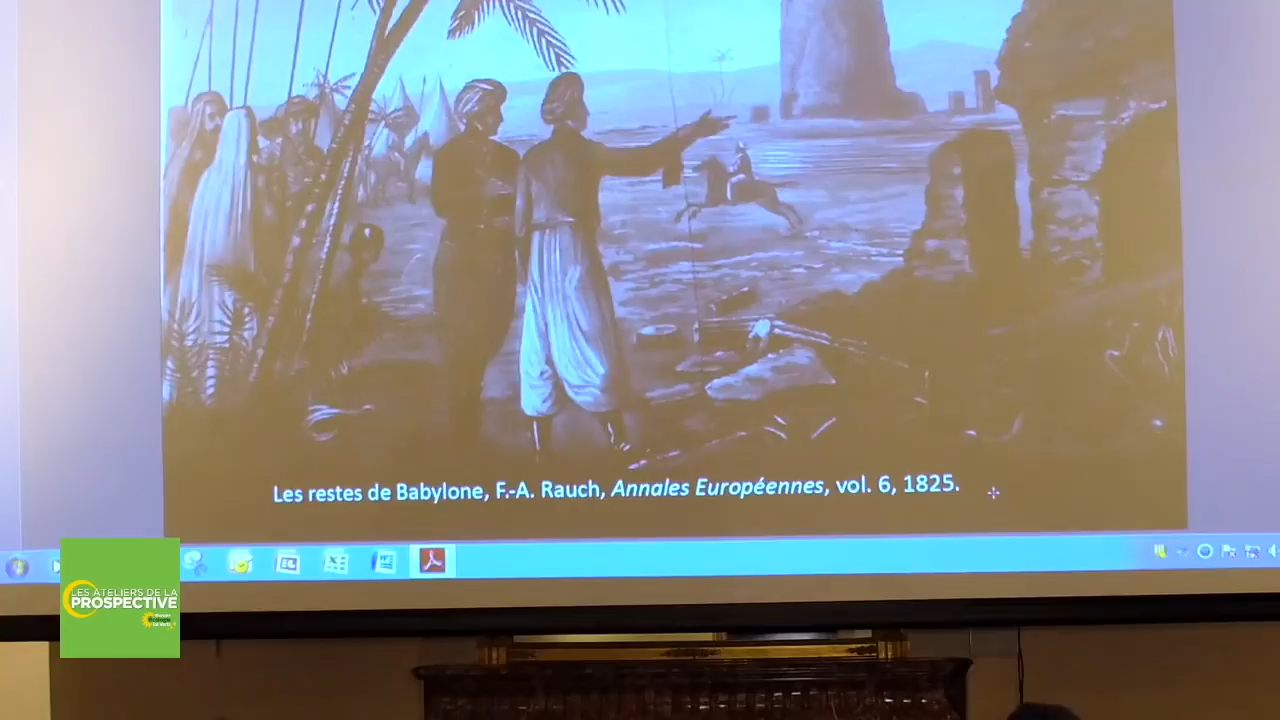 Les restes de Babylone, F.-A. Rauch, Annales Européennes, vol. 6, 1825.
LES ATELIERS DE LA
PROSPECTIVE